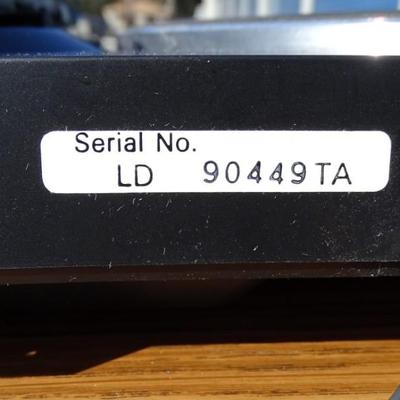 Serial No.
LD 90449TA